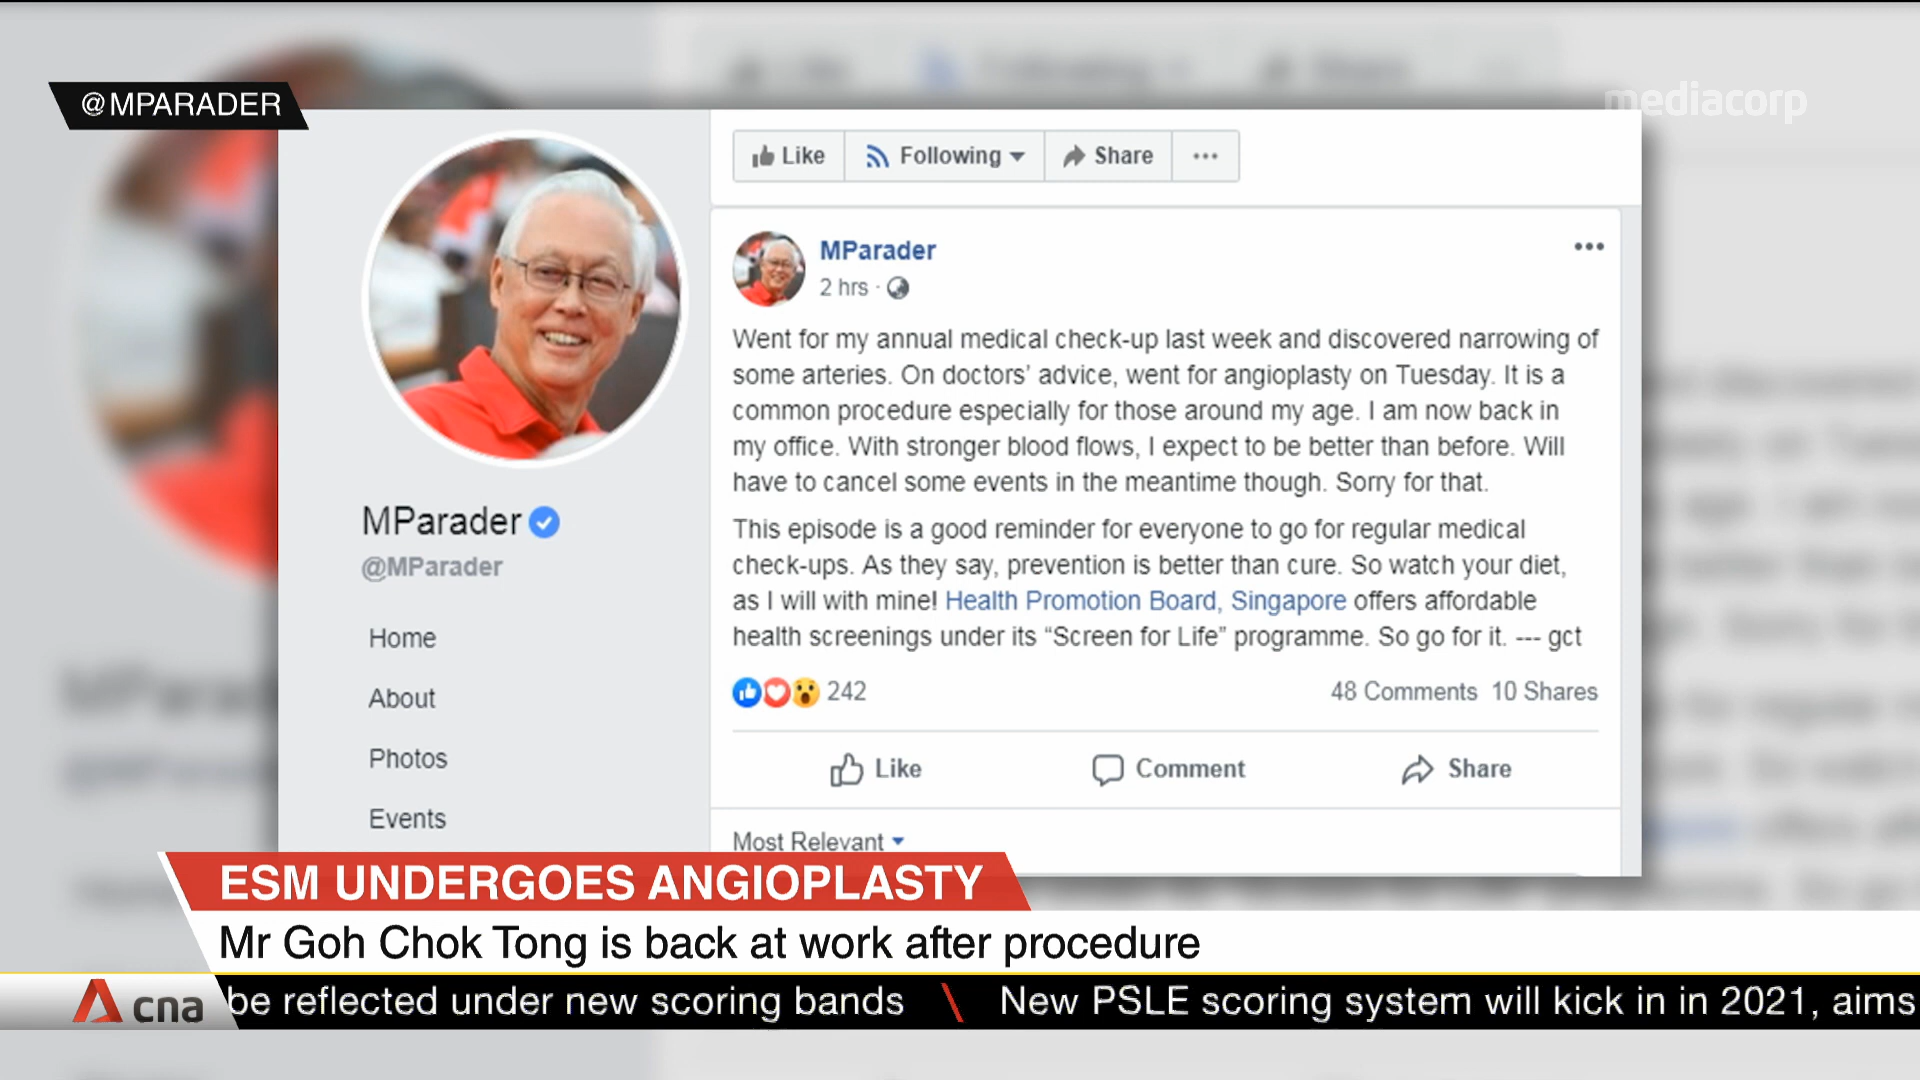 @MPARADER
mediacorp
Like
Following
Share
MParader
2 hrs
Went for my annual medical check-up last week and discovered narrowing of
some arteries. On doctors' advice, went for angioplasty on Tuesday. It is a
common procedure especially for those around my age. I am now back in
my office. With stronger blood flows, I expect to be better than before. Will
have to cancel some events in the meantime though. Sorry for that.
This episode is a good reminder for everyone to go for regular medical
check-ups. As they say, prevention is better than cure. So watch your diet,
as I will with mine! Health Promotion Board, Singapore offers affordable
health screenings under its “Screen for Life” programme. So go for it. --- gct
242
48 Comments 10 Shares
Like
Comment
Share
Most Relevant
MParader
@MParader
Home
About
Photos
Events
ESM UNDERGOES ANGIOPLASTY
Mr Goh Chok Tong is back at work after procedure
cna
be reflected under new scoring bands \ New PSLE scoring system will kick in in 2021, aims